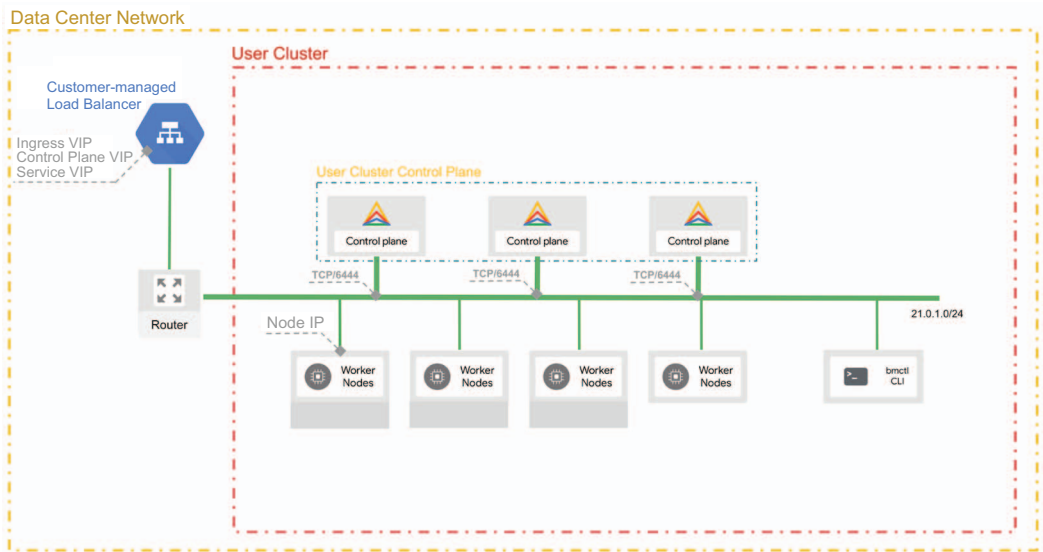 Data Center Network
User Cluster
Customer-managed
Load Balancer
Ingress VIP
Control Plane VIP
Service VIP
User Cluster Control Plane
Control plane
Control plane
Control plane
TCP/6444
TCP/6444
TCP/6444
Router
21.0.1.0/24
Node IP
Worker
Nodes
Worker
Nodes
Worker
Nodes
Worker
Nodes
>_
bmctl
CLI